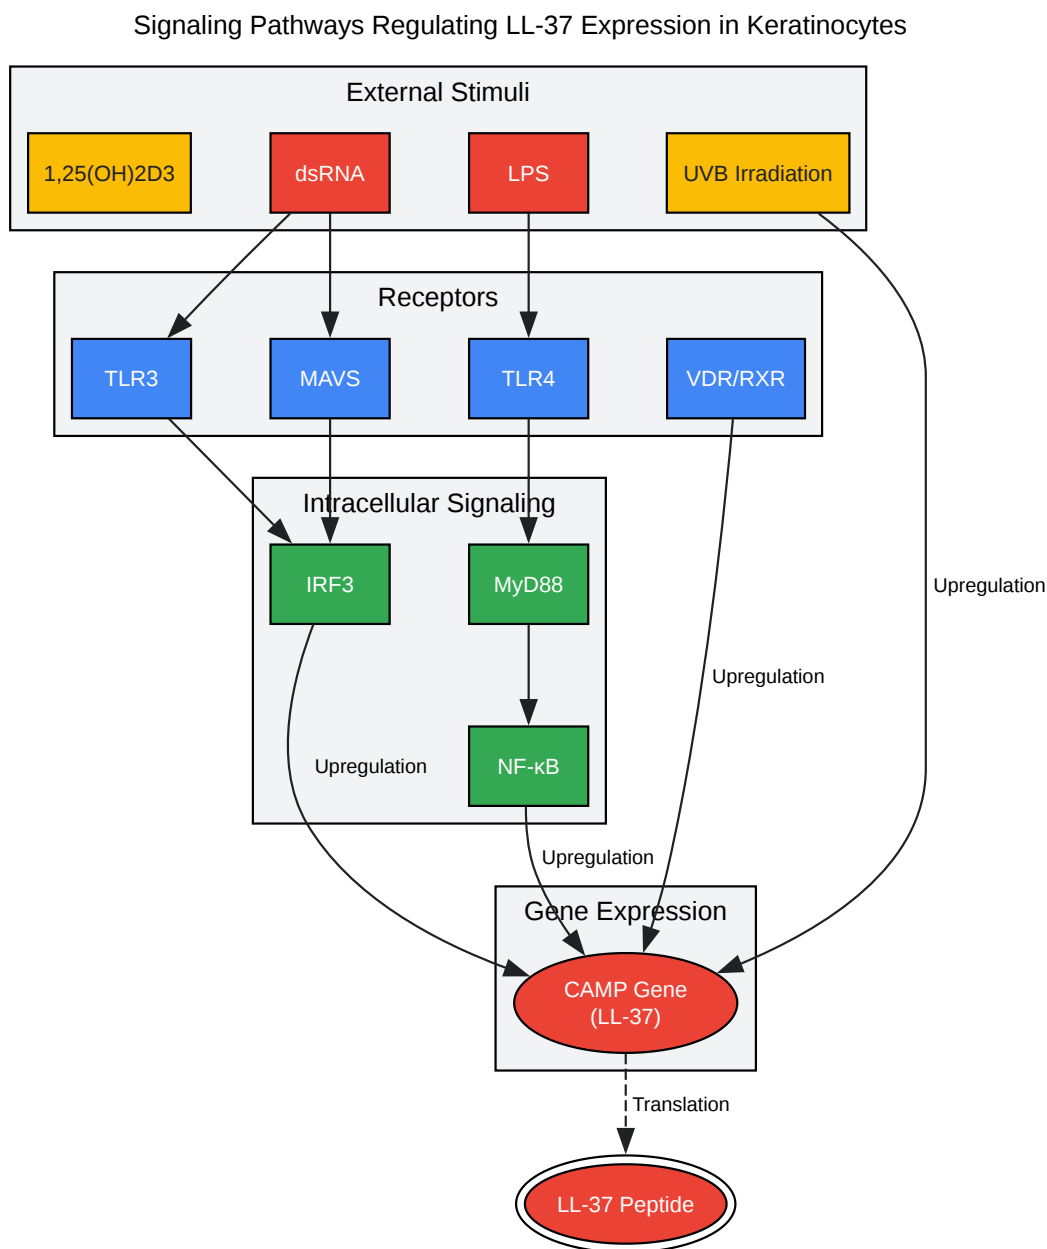 Signaling Pathways Regulating LL-37 Expression in Keratinocytes
External Stimuli
1,25(OH)2D3
dsRNA
LPS
UVB Irradiation
Receptors
TLR3
MAVS
TLR4
VDR/RXR
Intracellular Signaling
IRF3
MyD88
Upregulation
Upregulation
NF-κB
Upregulation
Upregulation
Gene Expression
CAMP Gene
(LL-37)
Translation
LL-37 Peptide